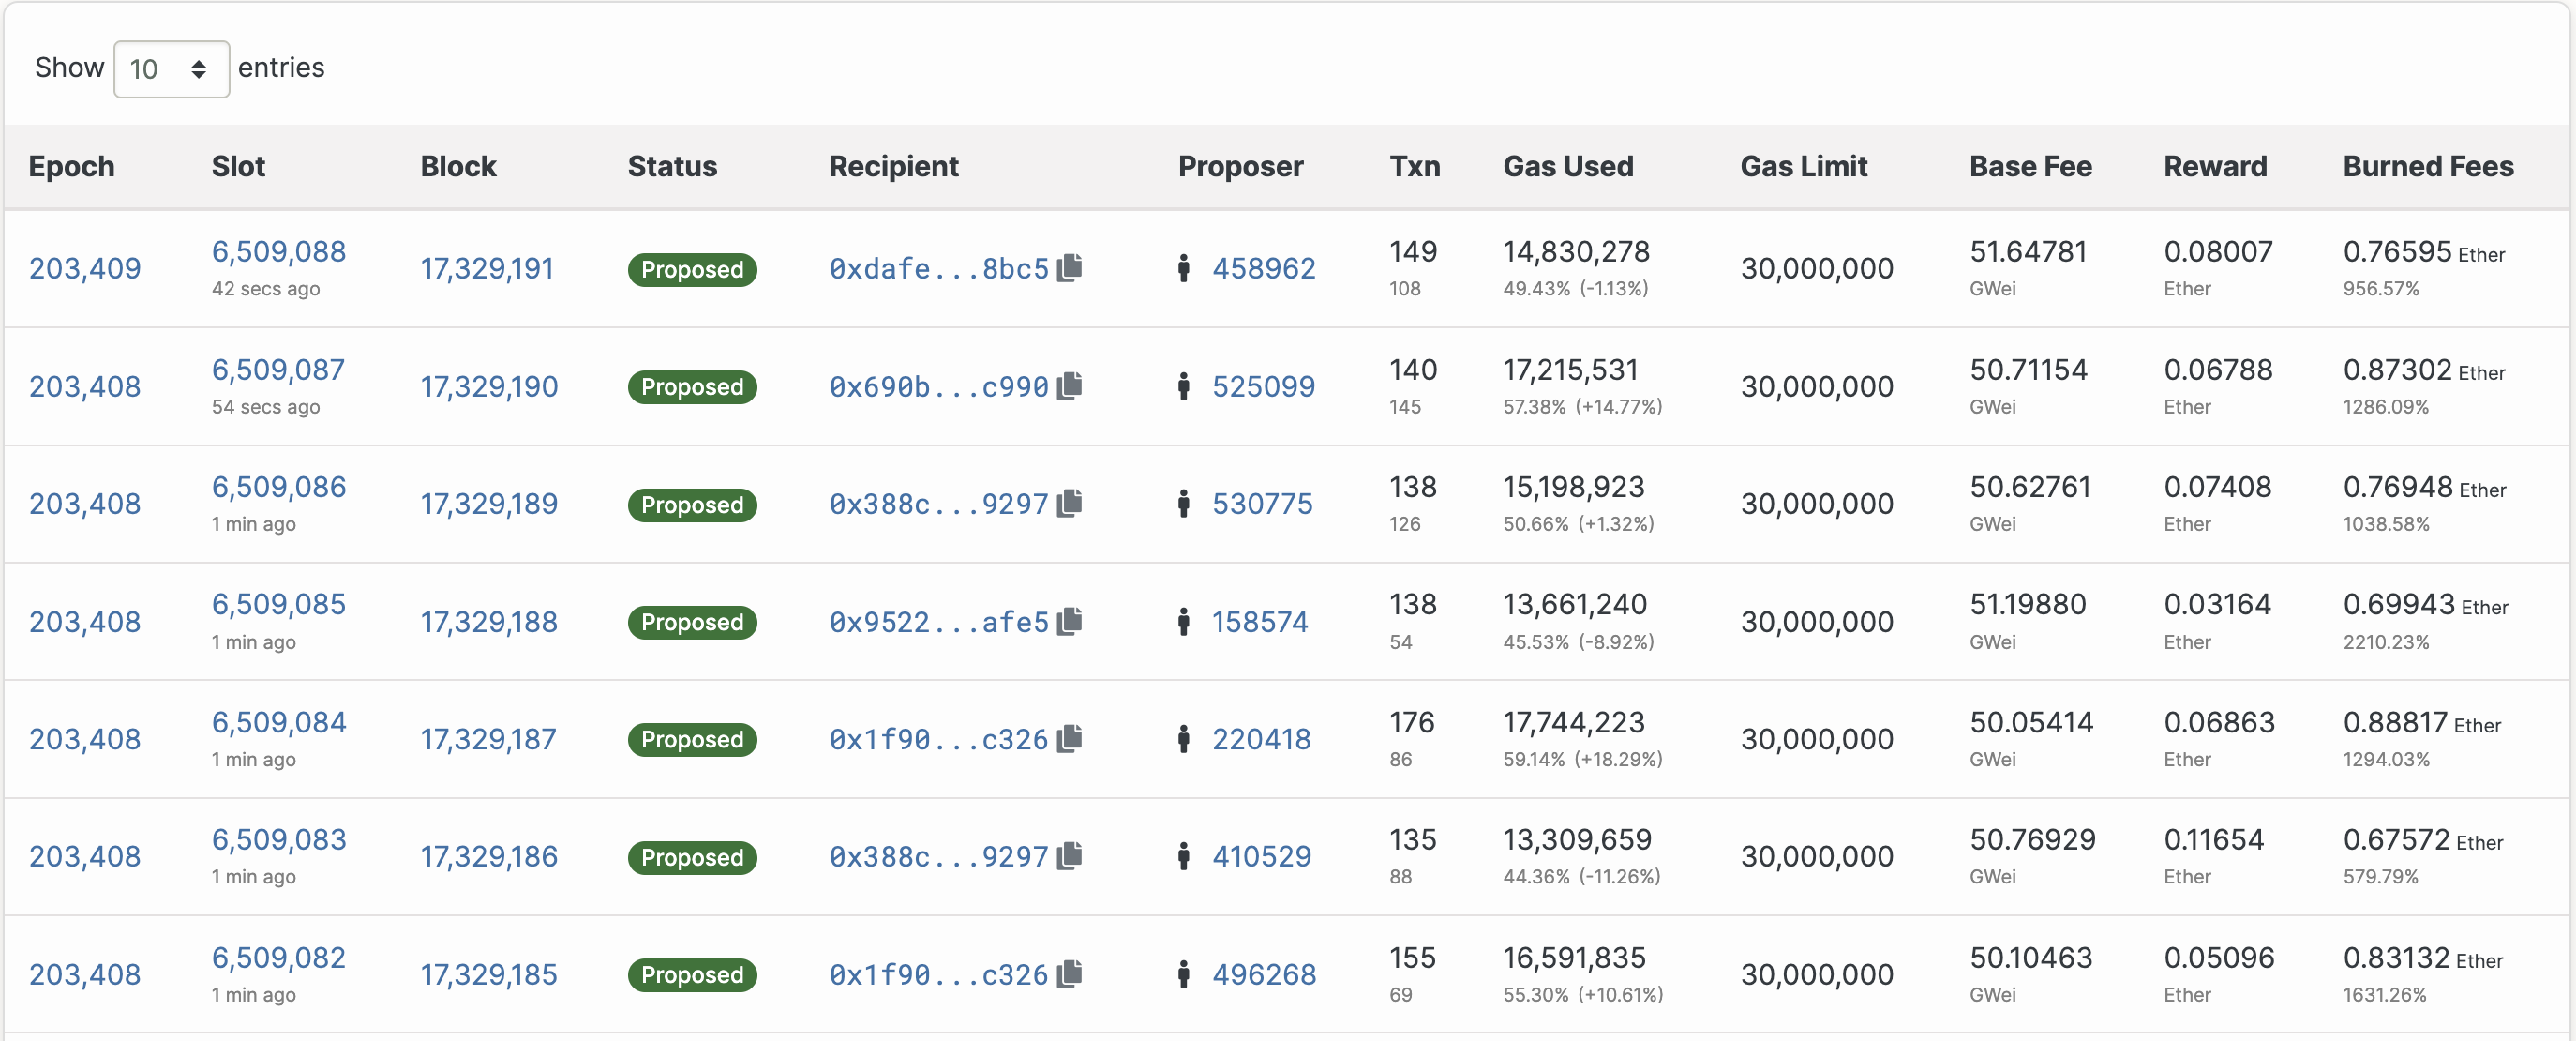 Show 10 entries
Epoch Slot Block Status Recipient Proposer Txn Gas Used Gas Limit Base Fee Reward Burned Fees
203,409 6,509,088 17,329,191 Proposed 0xdafe...8bc5 458962 149 14,830,278 30,000,000 51.64781 0.08007 0.76595 Ether
42 secs ago 108 49.43% (-1.13%) GWei Ether 956.57%
203,408 6,509,087 17,329,190 Proposed 0x690b...c990 525099 140 17,215,531 30,000,000 50.71154 0.06788 0.87302 Ether
54 secs ago 145 57.38% (+14.77%) GWei Ether 1286.09%
203,408 6,509,086 17,329,189 Proposed 0x388c...9297 530775 138 15,198,923 30,000,000 50.62761 0.07408 0.76948 Ether
1 min ago 126 50.66% (+1.32%) GWei Ether 1038.58%
203,408 6,509,085 17,329,188 Proposed 0x9522...afe5 158574 138 13,661,240 30,000,000 51.19880 0.03164 0.69943 Ether
1 min ago 54 45.53% (-8.92%) GWei Ether 2210.23%
203,408 6,509,084 17,329,187 Proposed 0x1f90...c326 220418 176 17,744,223 30,000,000 50.05414 0.06863 0.88817 Ether
1 min ago 86 59.14% (+18.29%) GWei Ether 1294.03%
203,408 6,509,083 17,329,186 Proposed 0x388c...9297 410529 135 13,309,659 30,000,000 50.76929 0.11654 0.67572 Ether
1 min ago 88 44.36% (-11.26%) GWei Ether 579.79%
203,408 6,509,082 17,329,185 Proposed 0x1f90...c326 496268 155 16,591,835 30,000,000 50.10463 0.05096 0.83132 Ether
1 min ago 69 55.30% (+10.61%) GWei Ether 1631.26%